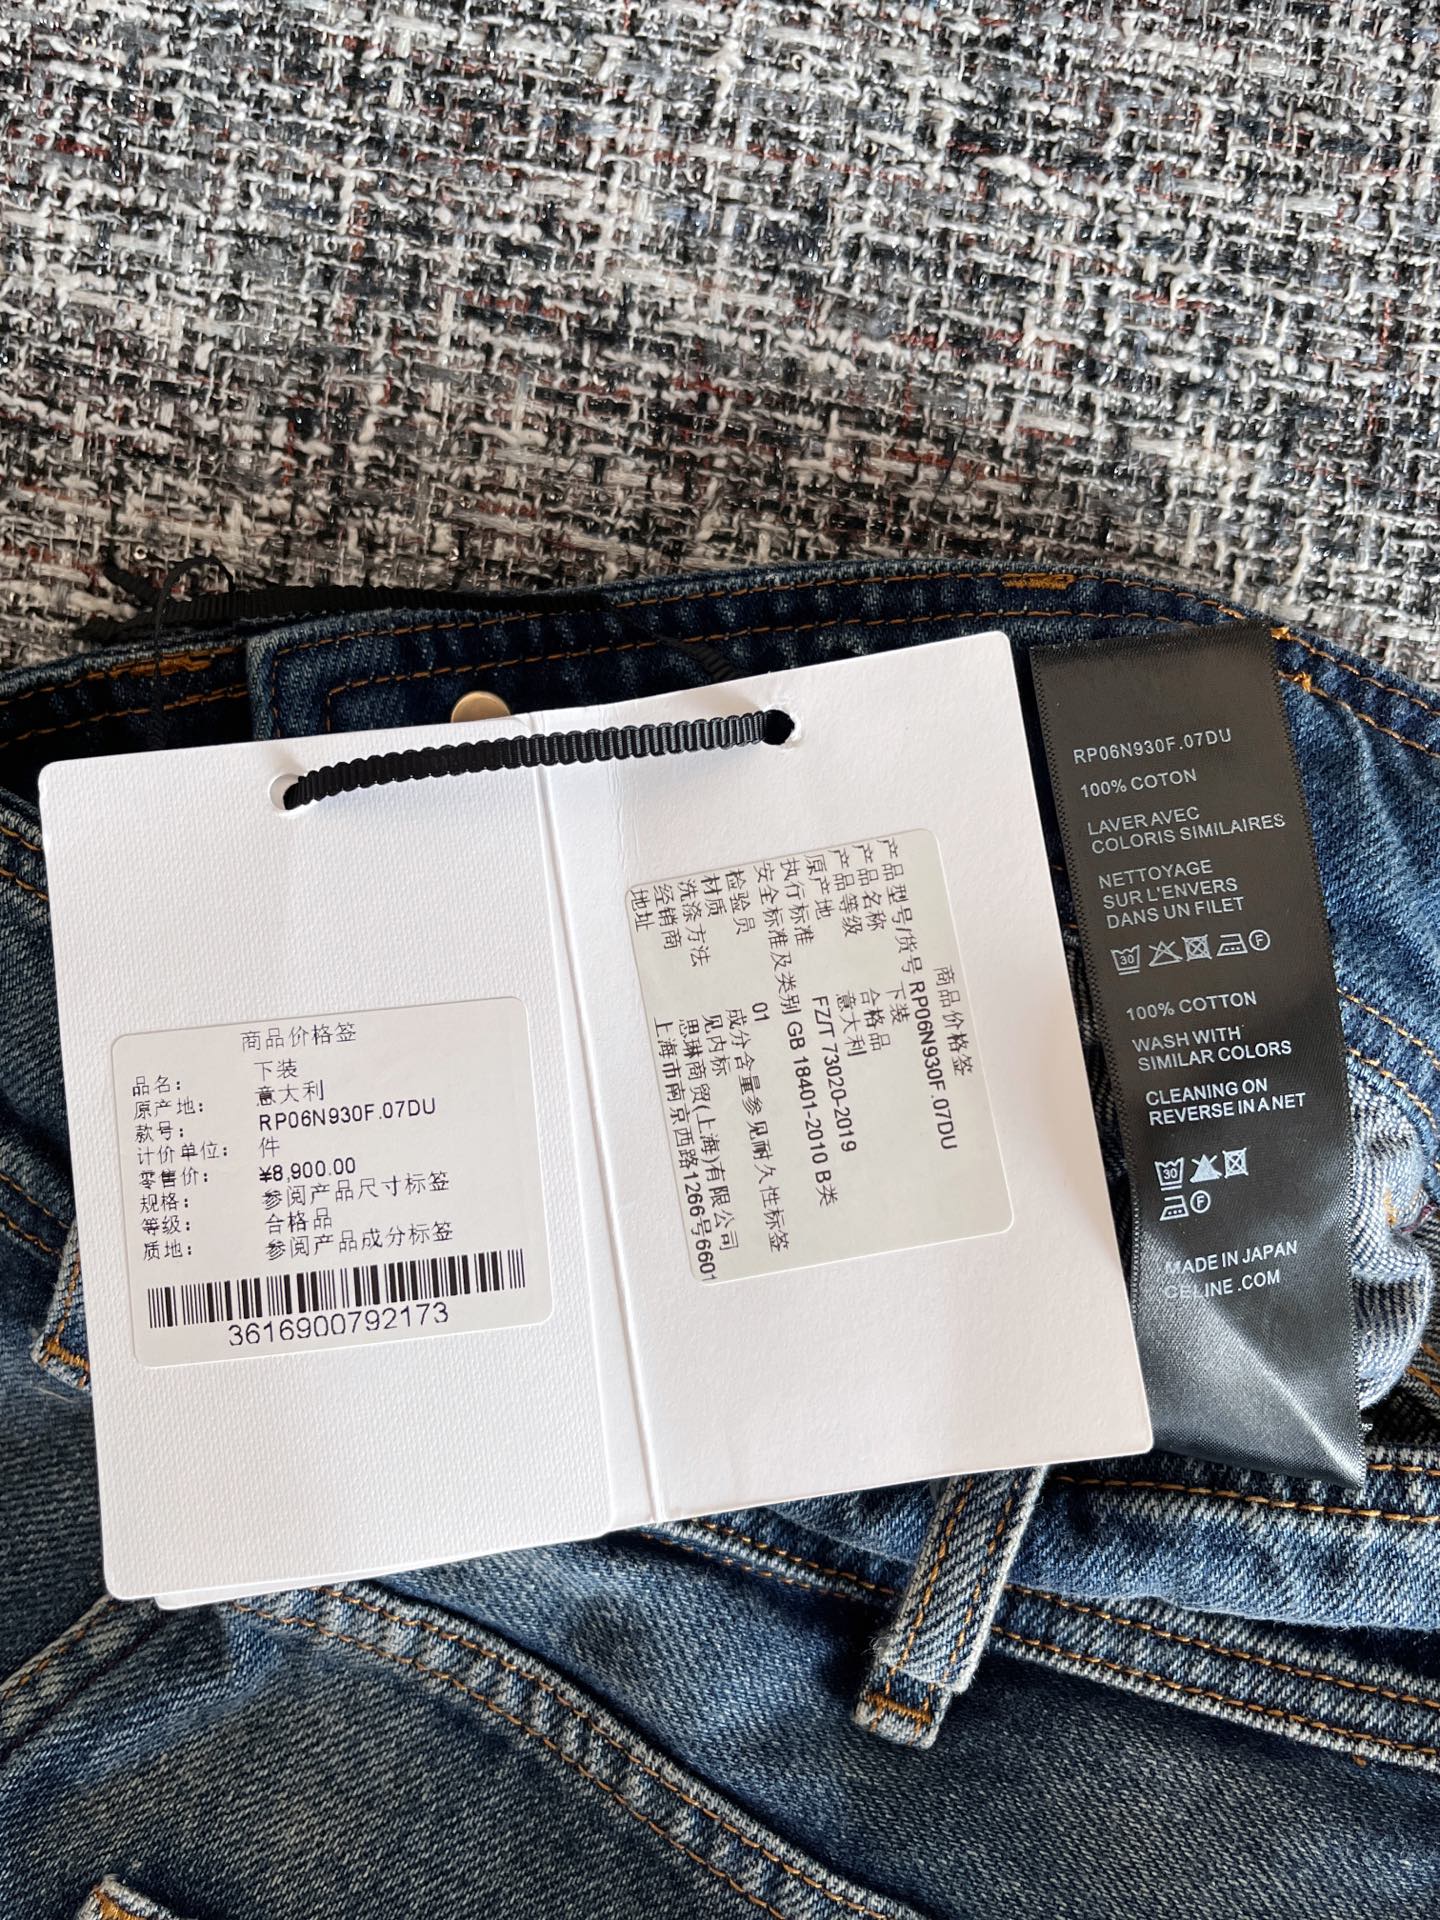 商品价格签
品名: 下装
原产地: 意大利
款号: RP06N930F.07DU
计价单位: 件
零售价: ¥8,900.00
规格: 参阅产品尺寸标签
等级: 合格品
质地: 参阅产品成分标签
3616900792173
商品价格签
产品型号/货号 RP06N930F.07DU
产品名称 下装
产品等级 合格品
原产地 意大利
执行标准 FZ/T 73020-2019
安全标准及类别 GB 18401-2010 B类
检验员 01
材质 成分含量参见耐久性标签
洗涤方法 见内标
经销商 思琳商贸(上海)有限公司
地址 上海市南京西路1266号6601
RP06N930F.07DU
100% COTON
LAVER AVEC
COLORIS SIMILAIRES
NETTOYAGE
SUR L'ENVERS
DANS UN FILET
30 F
100% COTTON
WASH WITH
SIMILAR COLORS
CLEANING ON
REVERSE IN A NET
30
F
MADE IN JAPAN
CELINE .COM